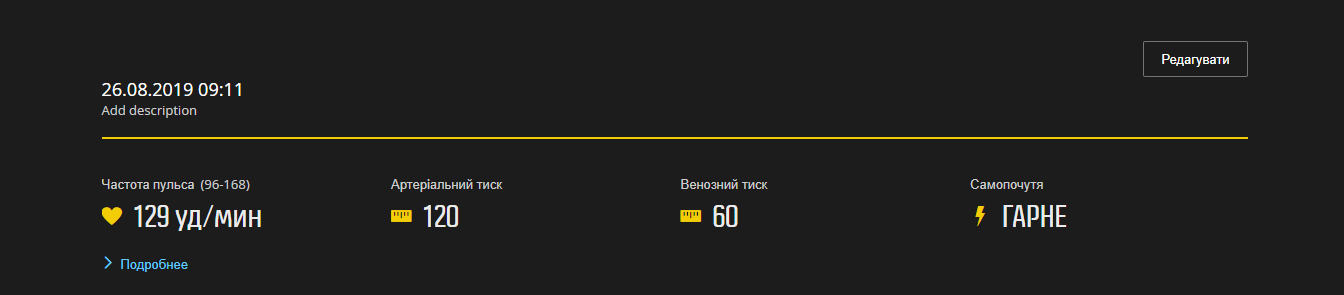 Редагувати
26.08.2019 09:11
Add description
Частота пульса (96-168)
Артеріальний тиск
Венозний тиск
Самопочутя
129 уд/мин
120
60
ГАРНЕ
Подробнее